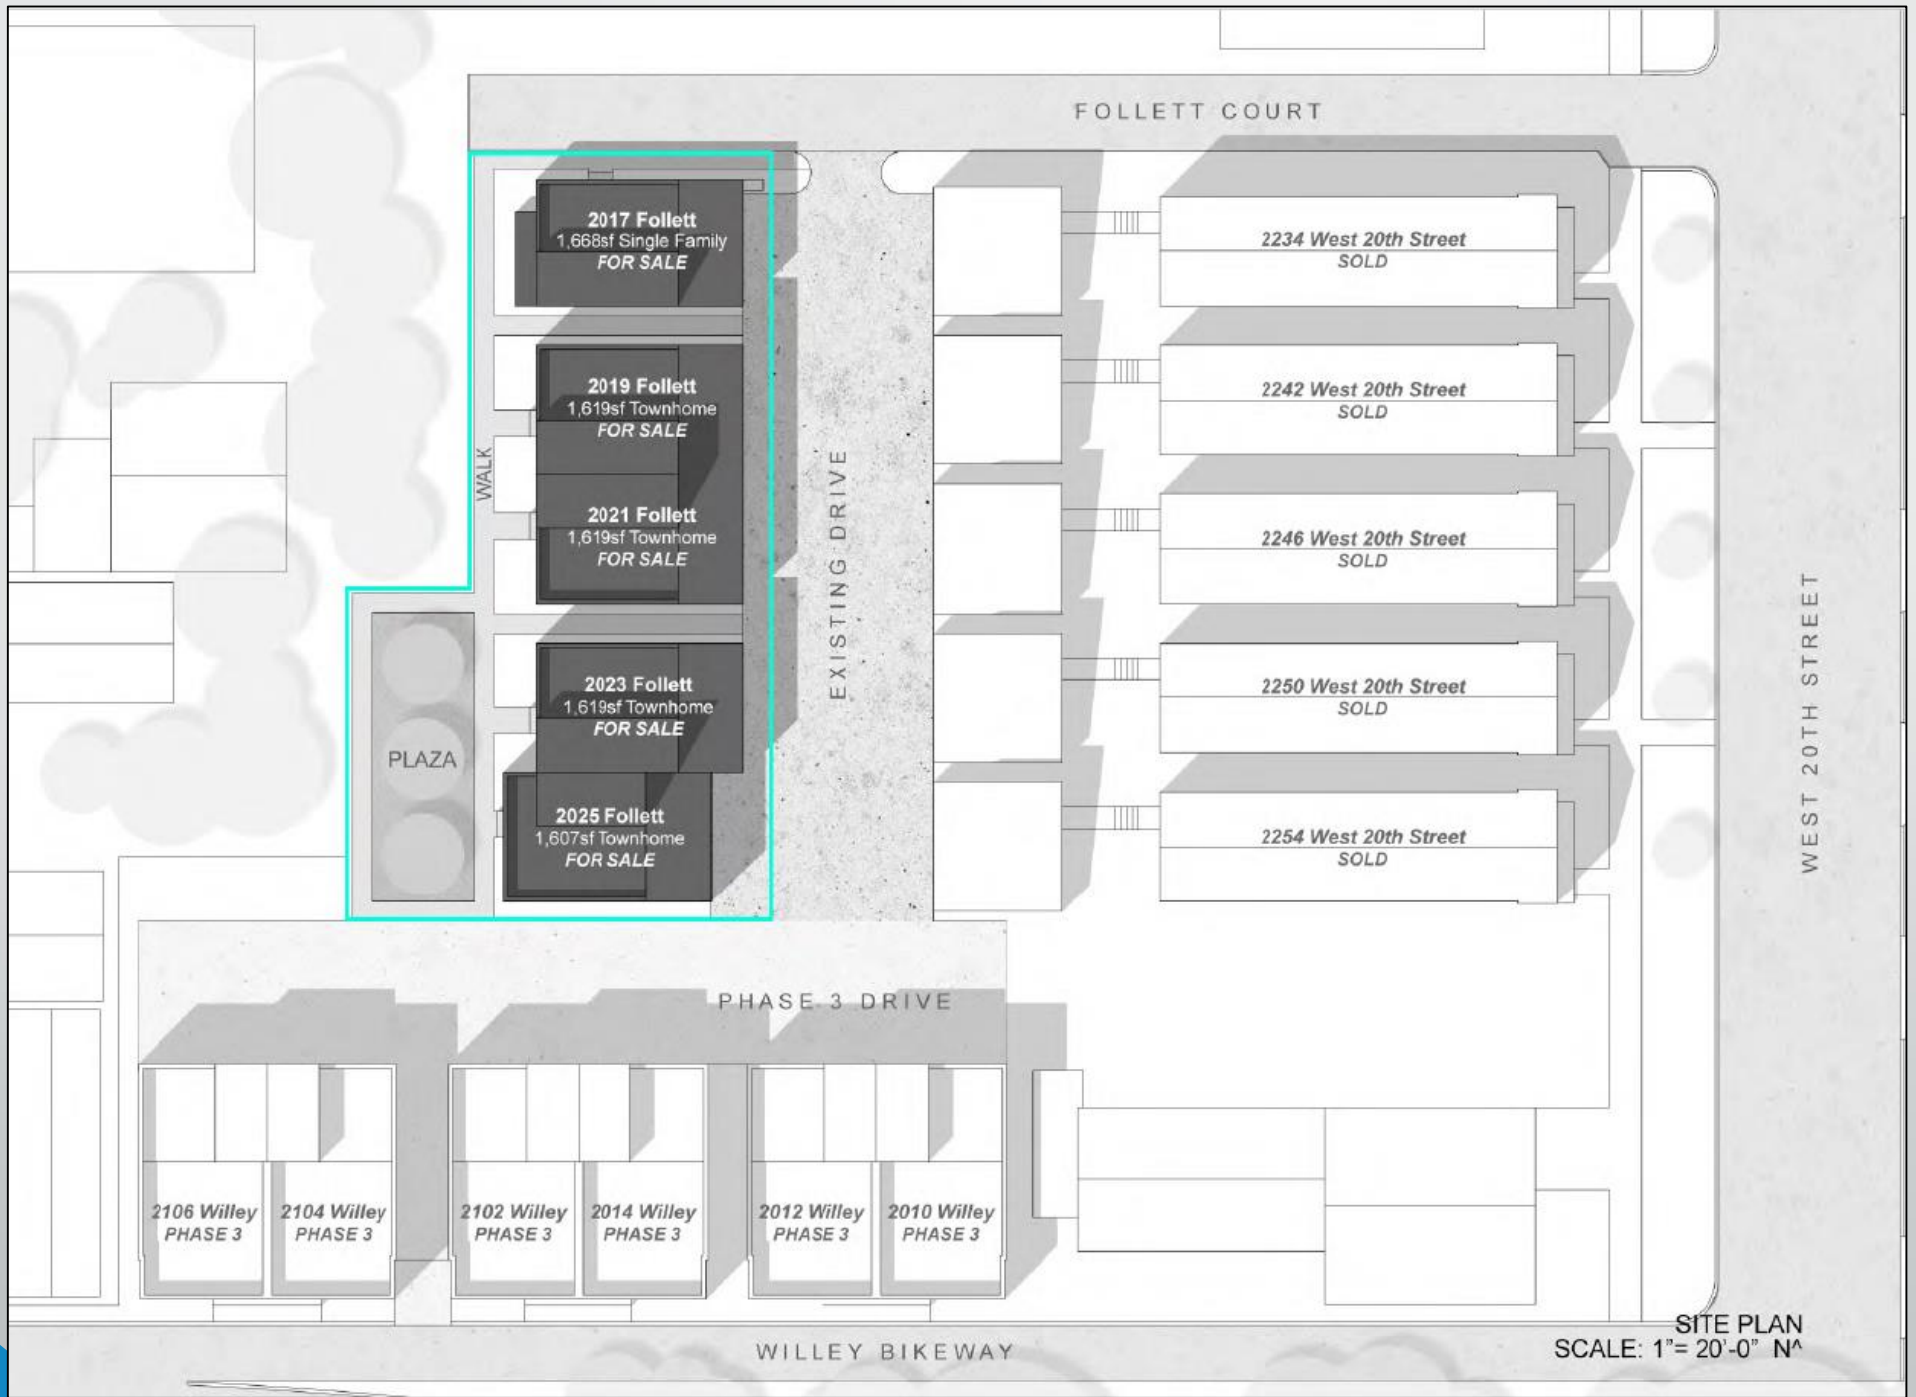 FOLLETT COURT
2017 Follett
1,668sf Single Family
FOR SALE
2234 West 20th Street
SOLD
2019 Follett
1,619sf Townhome
FOR SALE
2242 West 20th Street
SOLD
WALK
EXISTING DRIVE
2021 Follett
1,619sf Townhome
FOR SALE
2246 West 20th Street
SOLD
2023 Follett
1,619sf Townhome
FOR SALE
2250 West 20th Street
SOLD
WEST 20TH STREET
PLAZA
2025 Follett
1,607sf Townhome
FOR SALE
2254 West 20th Street
SOLD
PHASE 3 DRIVE
2106 Willey
PHASE 3
2104 Willey
PHASE 3
2102 Willey
PHASE 3
2014 Willey
PHASE 3
2012 Willey
PHASE 3
2010 Willey
PHASE 3
WILLEY BIKEWAY
SITE PLAN
SCALE: 1"= 20'-0" N^